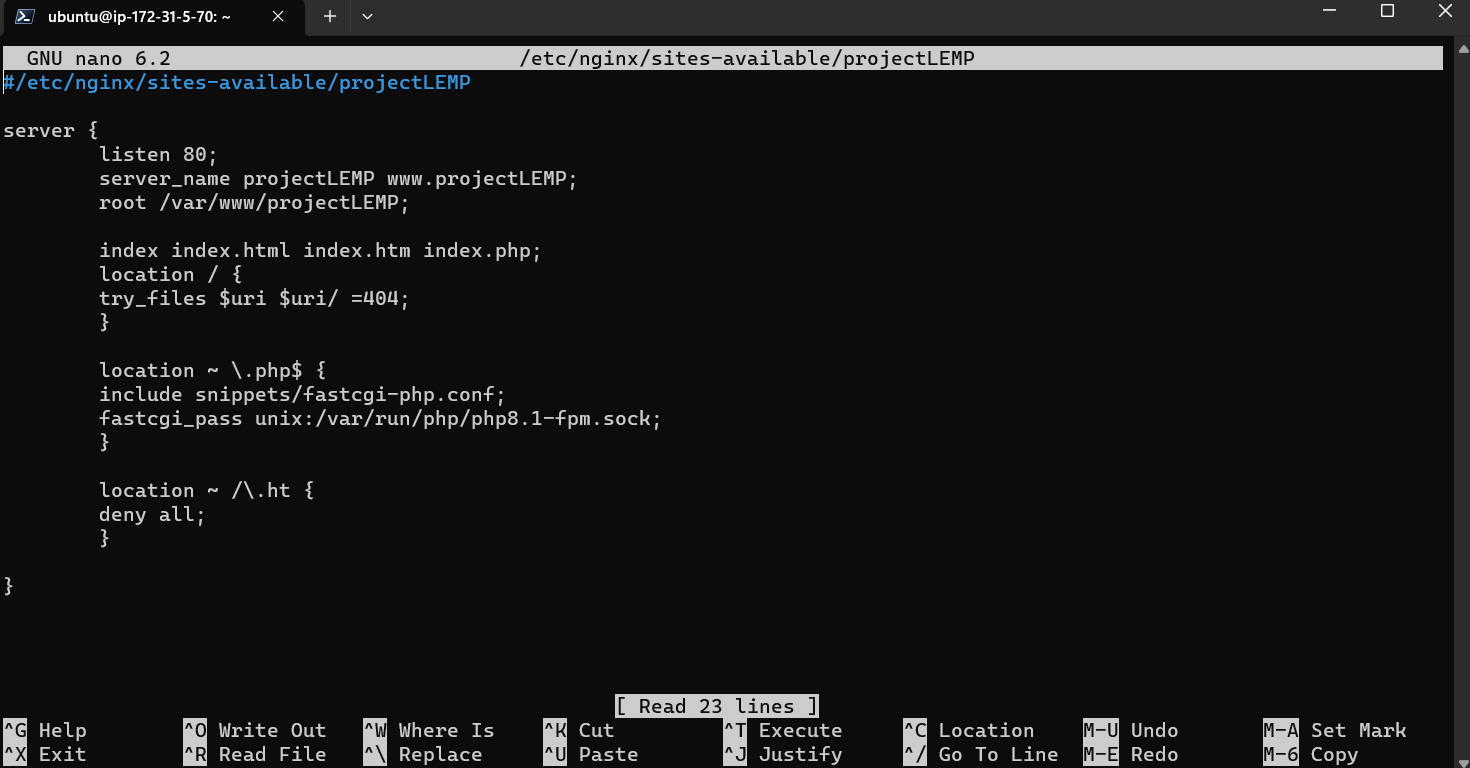 ubuntu@ip-172-31-5-70: ~
GNU nano 6.2 /etc/nginx/sites-available/projectLEMP
#/etc/nginx/sites-available/projectLEMP
server {
listen 80;
server_name projectLEMP www.projectLEMP;
root /var/www/projectLEMP;
index index.html index.htm index.php;
location / {
try_files $uri $uri/ =404;
}
location ~ \.php$ {
include snippets/fastcgi-php.conf;
fastcgi_pass unix:/var/run/php/php8.1-fpm.sock;
}
location ~ /\.ht {
deny all;
}
}
[ Read 23 lines ]
^G Help ^O Write Out ^W Where Is ^K Cut ^T Execute ^C Location M-U Undo M-A Set Mark
^X Exit ^R Read File ^\ Replace ^U Paste ^J Justify ^/ Go To Line M-E Redo M-6 Copy